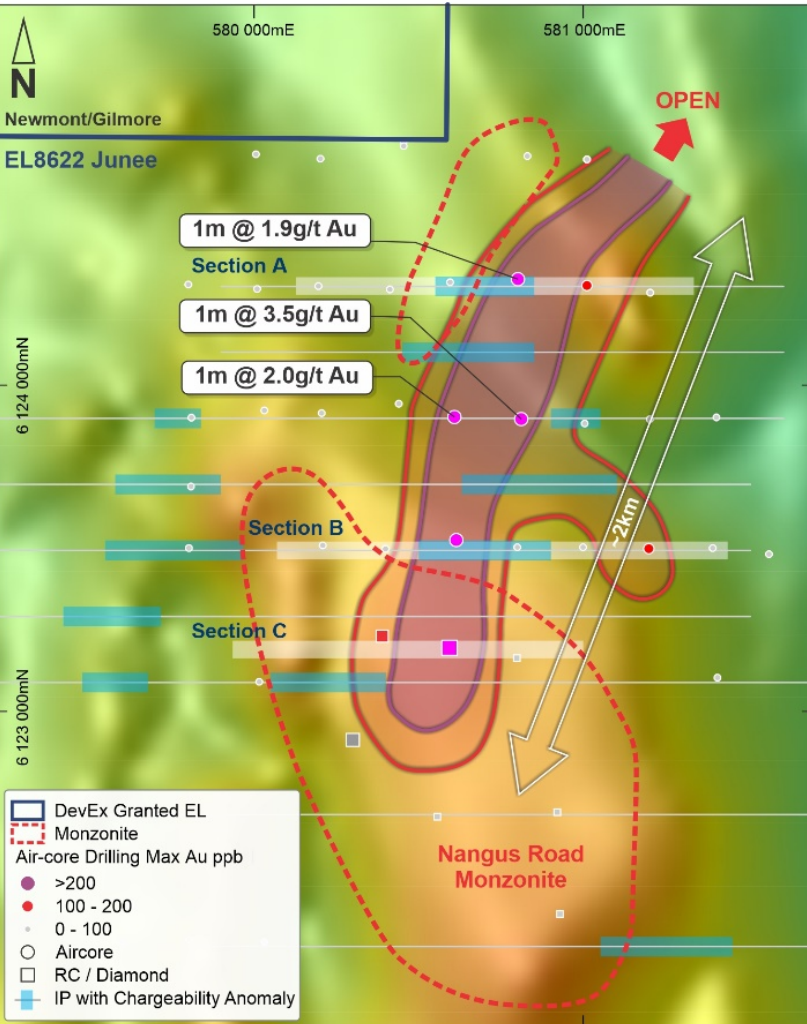 580 000mE
581 000mE
N
Newmont/Gilmore
OPEN
EL8622 Junee
1m @ 1.9g/t Au
Section A
1m @ 3.5g/t Au
1m @ 2.0g/t Au
6 124 000mN
~2km
Section B
Section C
6 123 000mN
Nangus Road
Monzonite
DevEx Granted EL
Monzonite
Air-core Drilling Max Au ppb
>200
100 - 200
0 - 100
Aircore
RC / Diamond
IP with Chargeability Anomaly